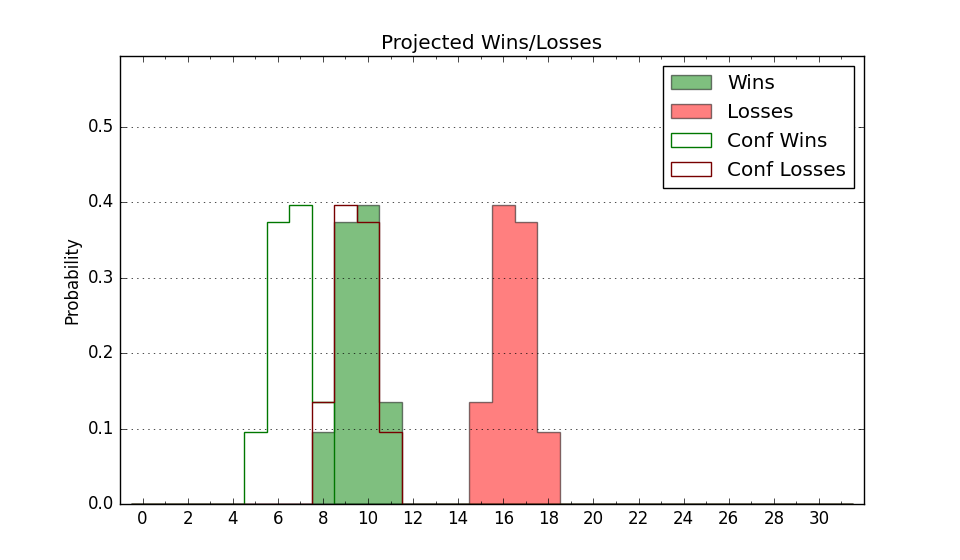 Projected Wins/Losses
Wins
Losses
Conf Wins
Conf Losses
Probability
0.5
0.4
0.3
0.2
0.1
0.0
0 2 4 6 8 10 12 14 16 18 20 22 24 26 28 30